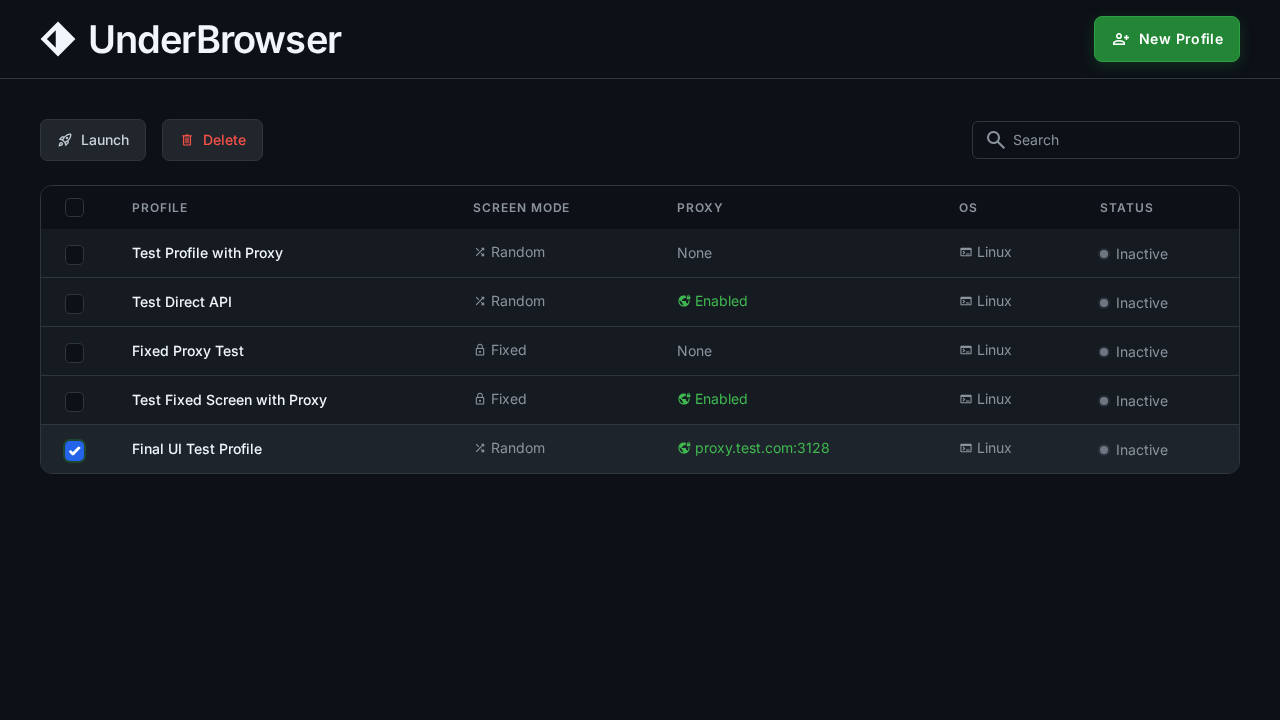 UnderBrowser
New Profile
Launch
Delete
Search
PROFILE SCREEN MODE PROXY OS STATUS
Test Profile with Proxy Random None Linux Inactive
Test Direct API Random Enabled Linux Inactive
Fixed Proxy Test Fixed None Linux Inactive
Test Fixed Screen with Proxy Fixed Enabled Linux Inactive
Final UI Test Profile Random proxy.test.com:3128 Linux Inactive